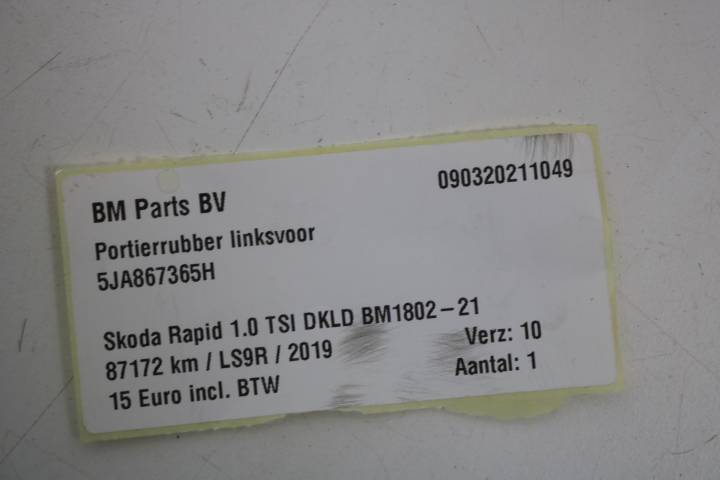 BM Parts BV
090320211049
Portierrubber linksvoor
5JA867365H
Skoda Rapid 1.0 TSI DKLD BM1802-21
87172 km / LS9R / 2019
Verz: 10
15 Euro incl. BTW
Aantal: 1